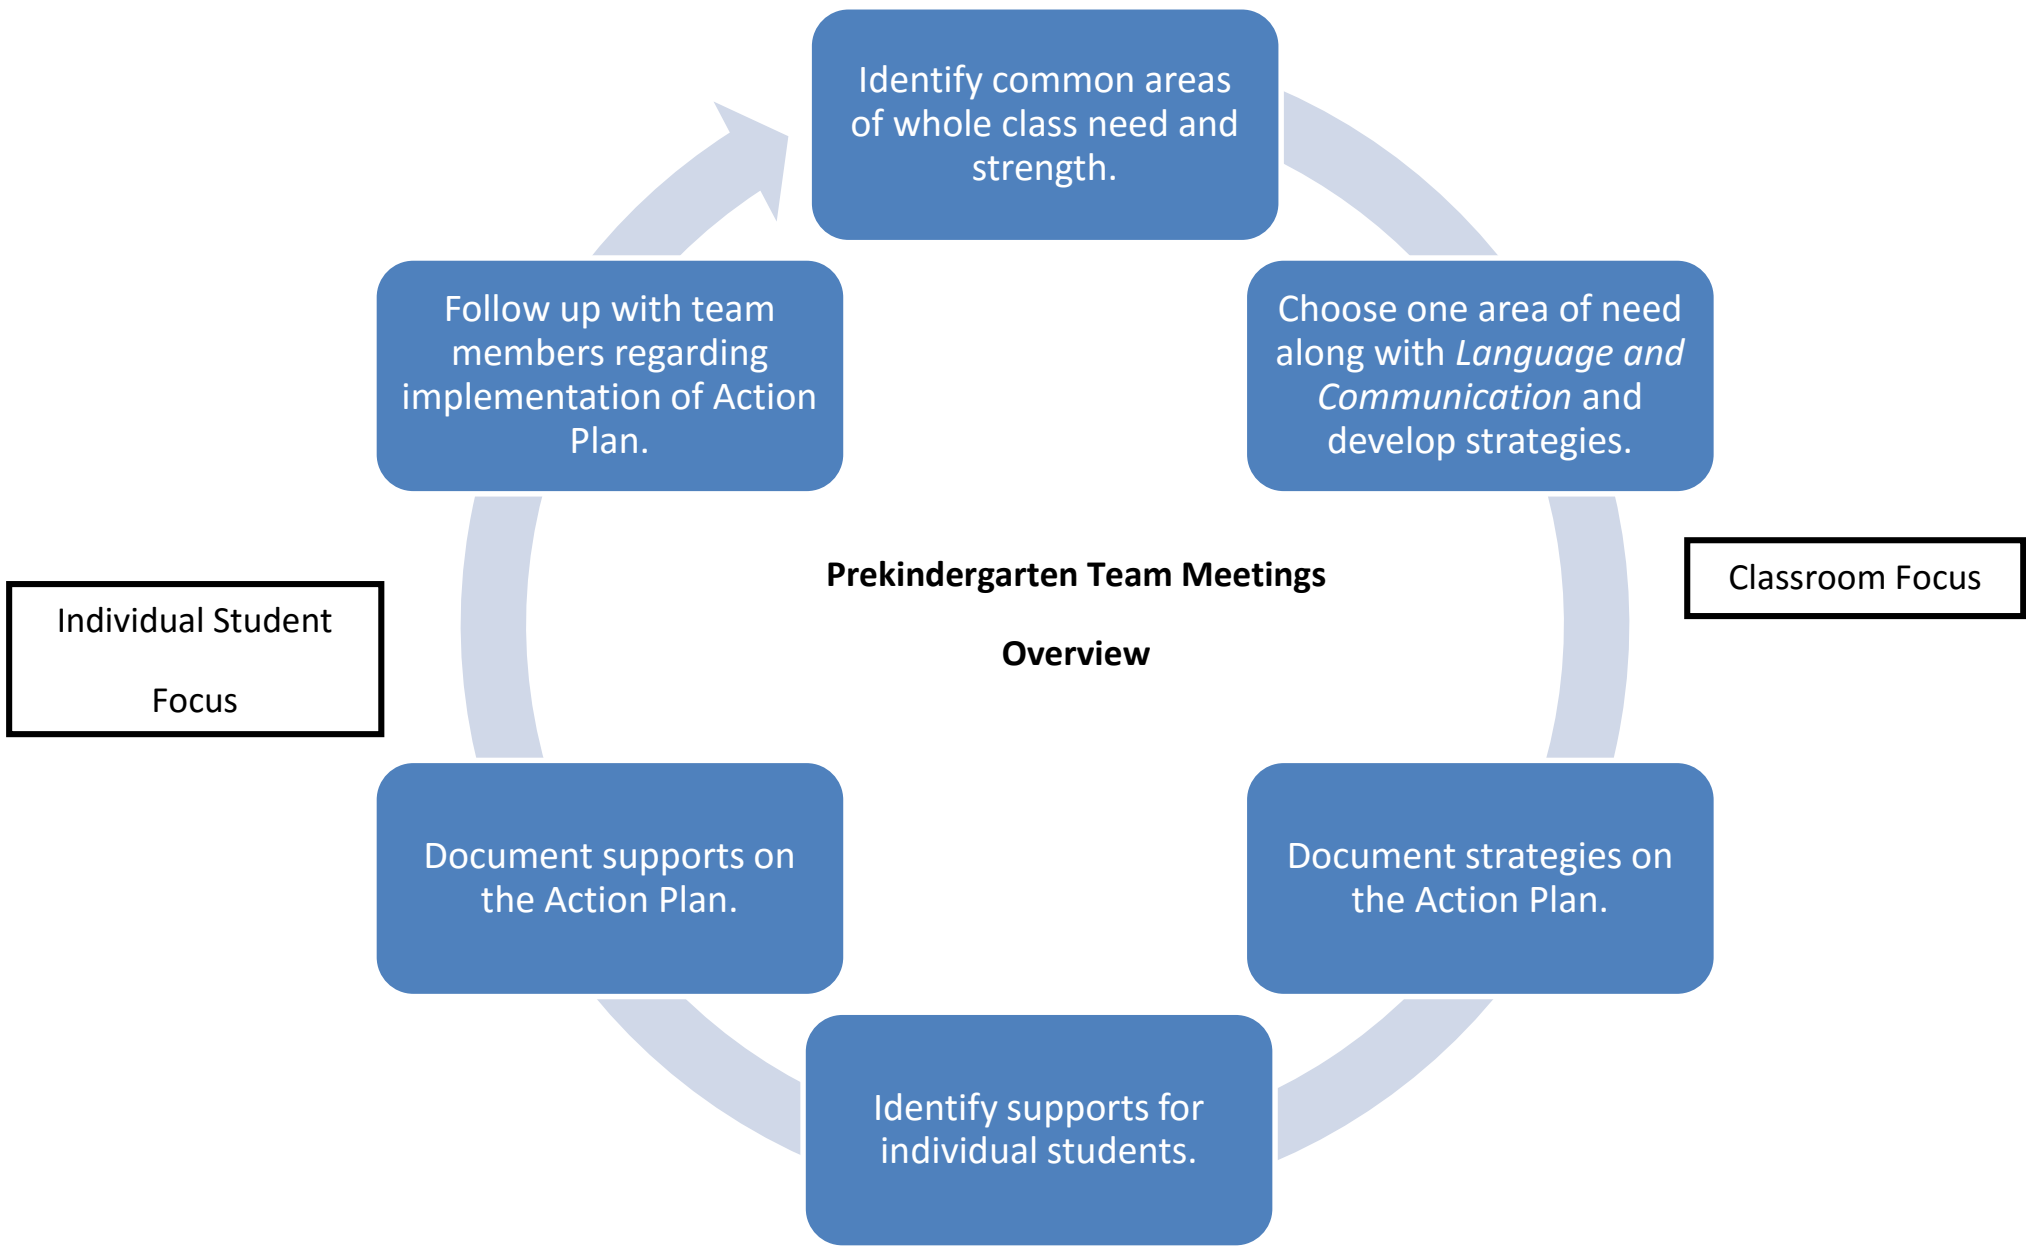 Identify common areas
of whole class need and
strength.
Choose one area of need
along with Language and
Communication and
develop strategies.
Classroom Focus
Document strategies on
the Action Plan.
Identify supports for
individual students.
Document supports on
the Action Plan.
Individual Student
Focus
Follow up with team
members regarding
implementation of Action
Plan.
Prekindergarten Team Meetings
Overview